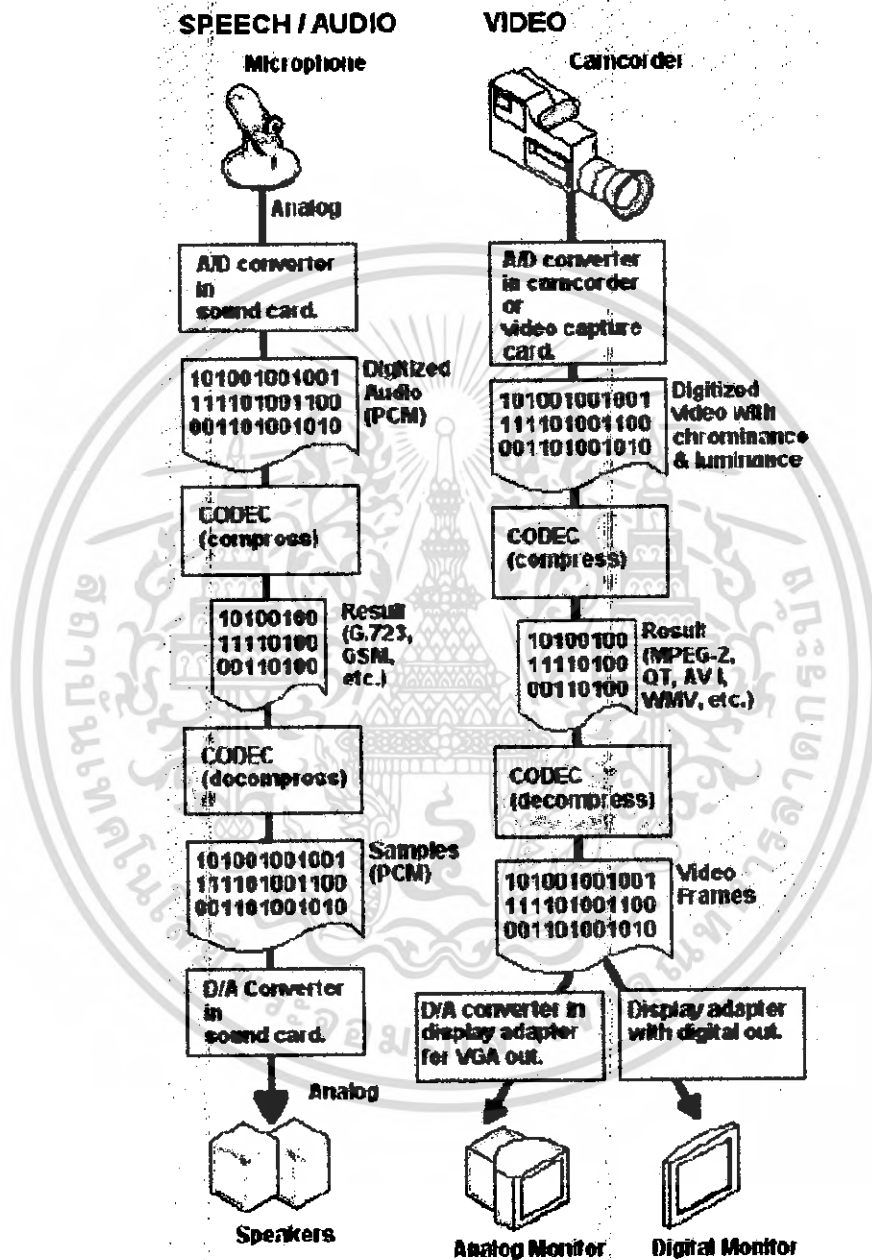 SPEECH / AUDIO
Microphone
Analog
A/D converter
in
sound card.
101001001001
111101001100
001101001010
Digitized
Audio
(PCM)
CODEC
(compress)
10100100
11110100
00110100
Result
(G.723,
GSM,
etc.)
CODEC
(decompress)
101001001001
111101001100
001101001010
Samples
(PCM)
D/A Converter
in
sound card.
Analog
Speakers
VIDEO
Camcorder
A/D converter
in camcorder
or
video capture
card.
101001001001
111101001100
001101001010
Digitized
video with
chrominance
& luminance
CODEC
(compress)
10100100
11110100
00110100
Result
(MPEG-2,
QT, AVI,
WMV, etc.)
CODEC
(decompress)
101001001001
111101001100
001101001010
Video
Frames
D/A converter in
display adapter
for VGA out.
Display adapter
with digital out.
Analog Monitor
Digital Monitor